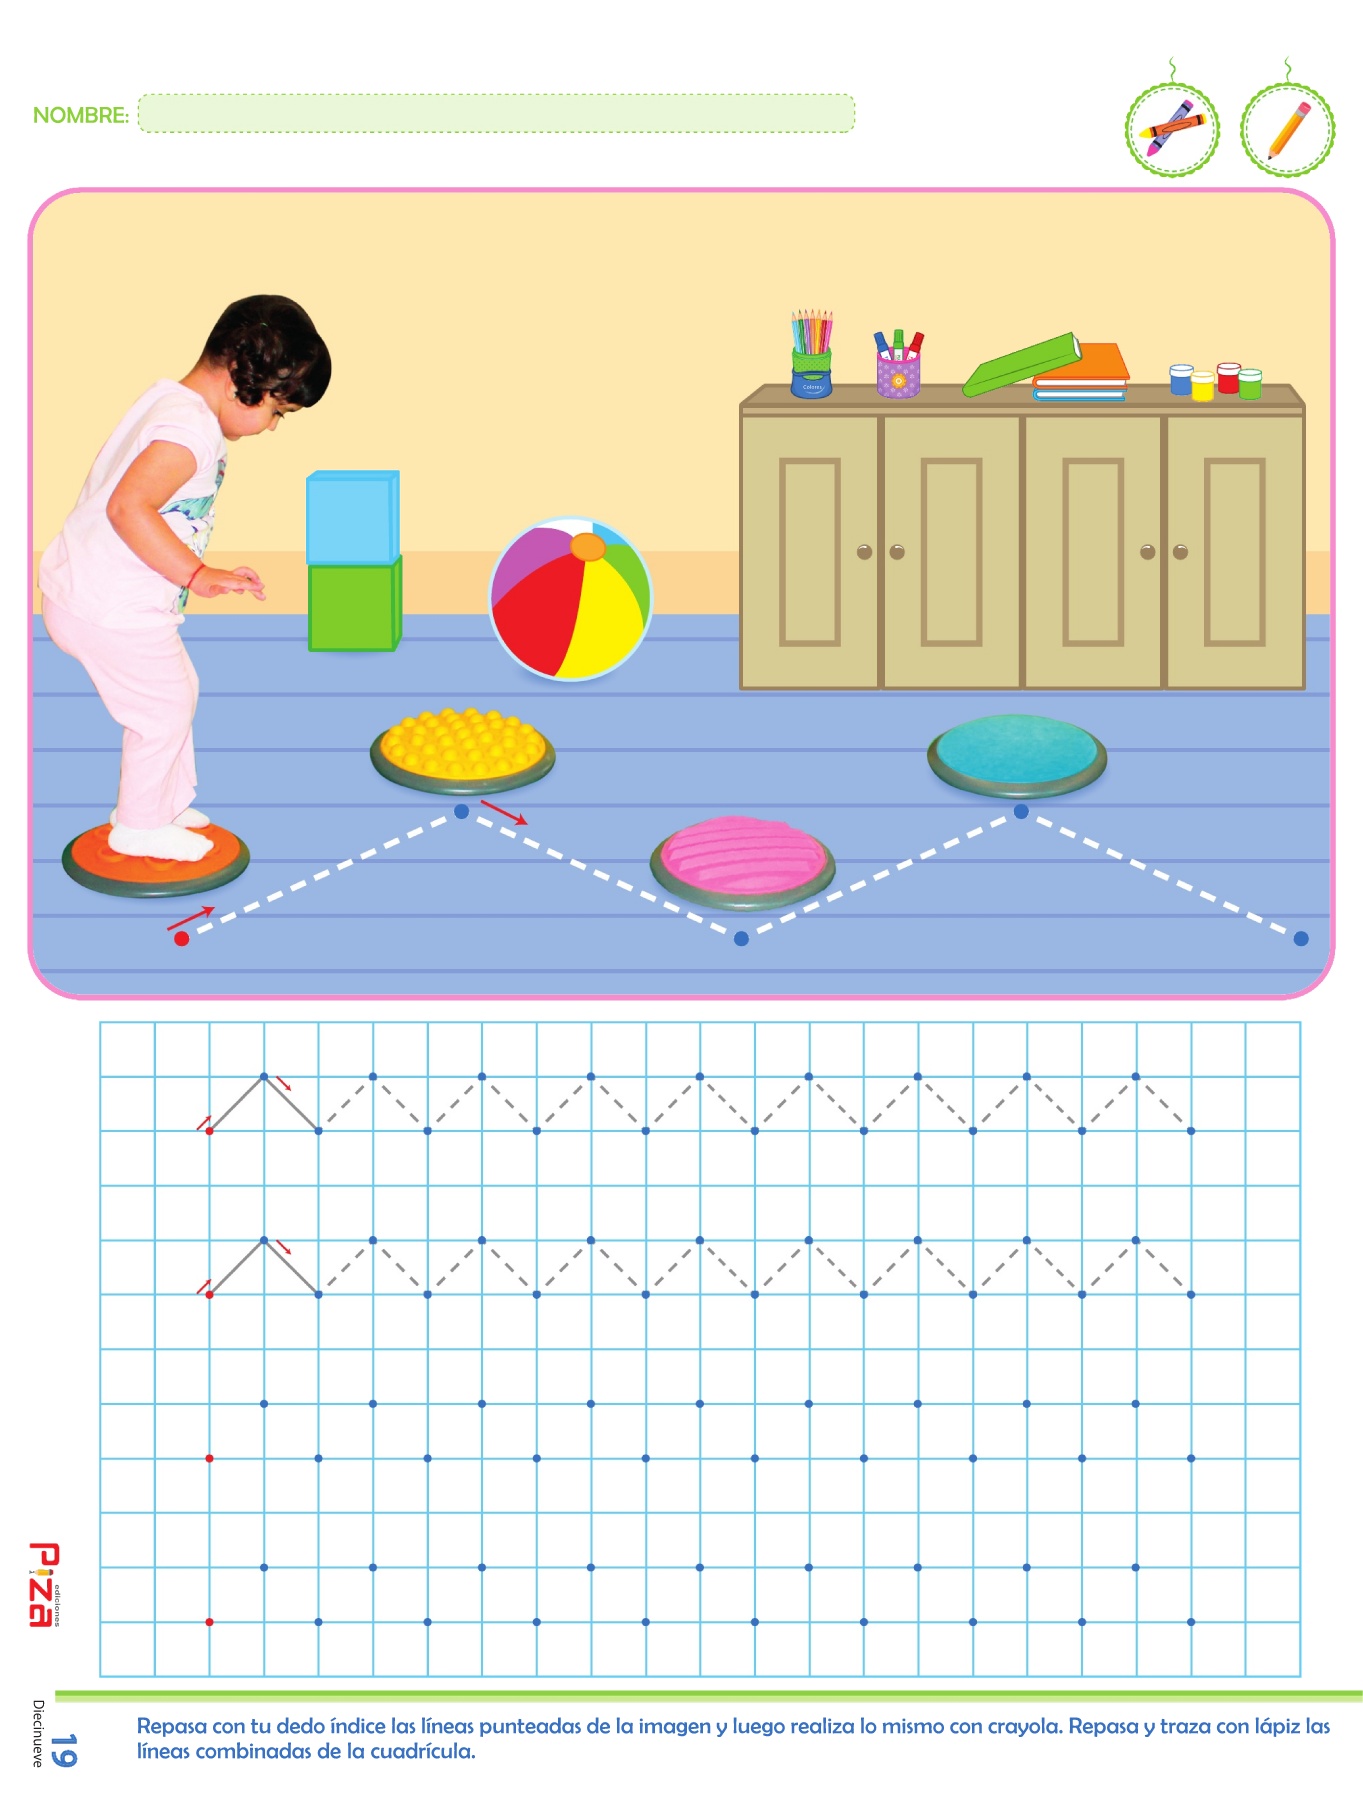 NOMBRE:
Colores
Piza
ediciones
Diecinueve
19
Repasa con tu dedo índice las líneas punteadas de la imagen y luego realiza lo mismo con crayola. Repasa y traza con lápiz las
líneas combinadas de la cuadrícula.